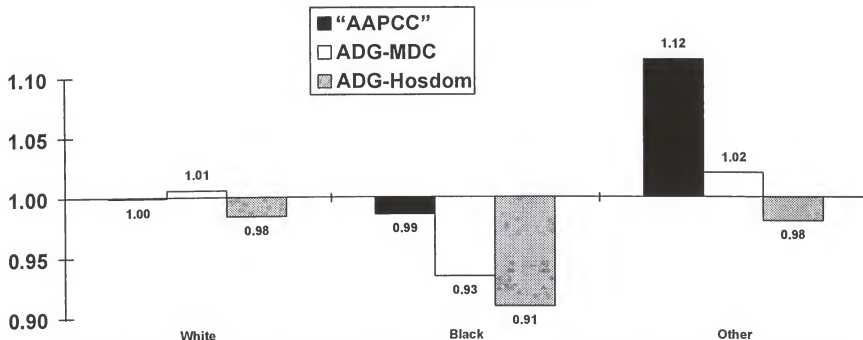 “AAPCC”
ADG-MDC
ADG-Hosdom
1.12
1.10
1.05
1.01
1.02
1.00
1.00
0.99
0.98
0.98
0.95
0.93
0.91
0.90
White
Black
Other